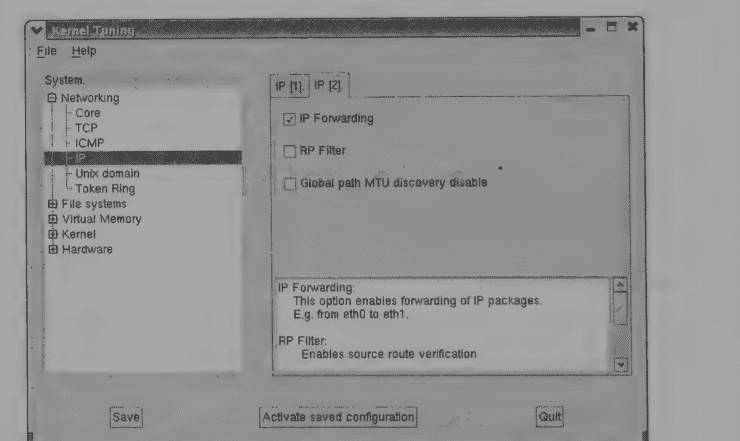 Kernel Tuning
File Help
System.
Networking
Core
TCP
ICMP
IP
Unix domain
Token Ring
File systems
Virtual Memory
Kernel
Hardware
IP [1]. IP [2].
IP Forwarding
RP Filter
Global path MTU discovery disable
IP Forwarding:
This option enables forwarding of IP packages.
E.g. from eth0 to eth1.
RP Filter:
Enables source route verification
Save Activate saved configuration Quit